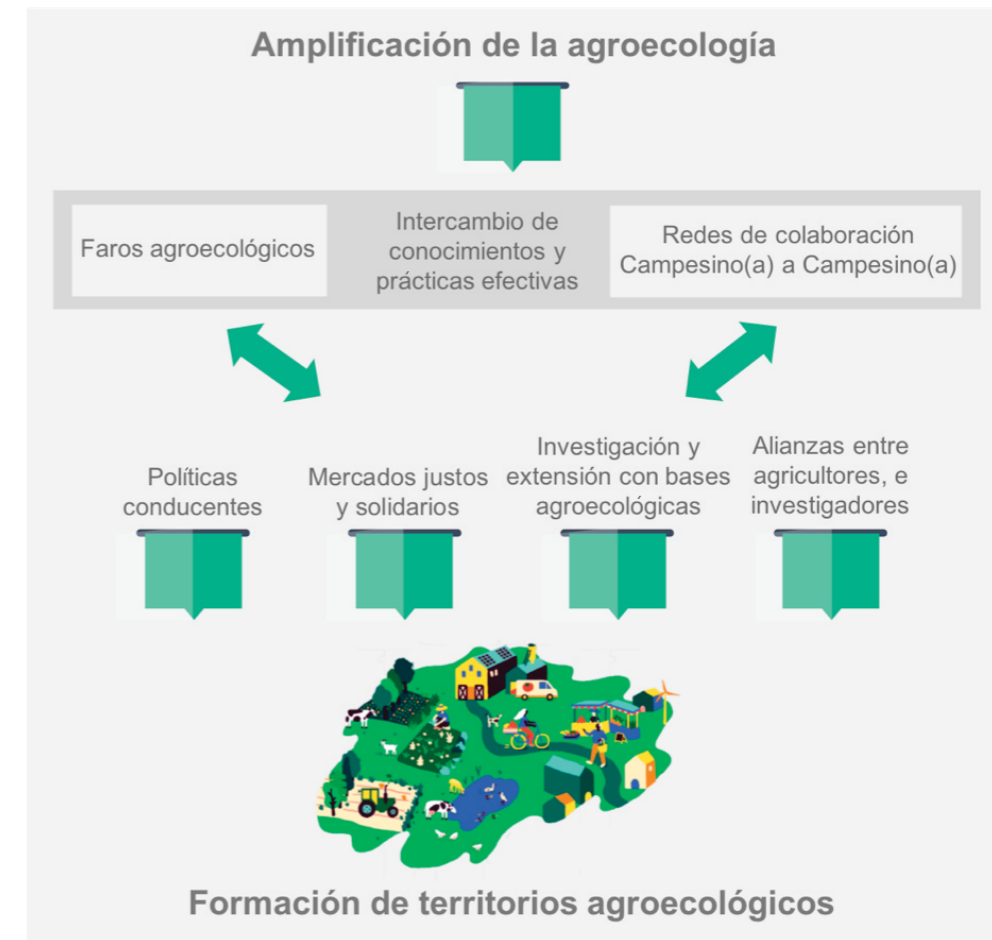 Amplificación de la agroecología
Faros agroecológicos
Intercambio de
conocimientos y
prácticas efectivas
Redes de colaboración
Campesino(a) a Campesino(a)
Políticas
conducentes
Mercados justos
y solidarios
Investigación y
extensión con bases
agroecológicas
Alianzas entre
agricultores, e
investigadores
Formación de territorios agroecológicos